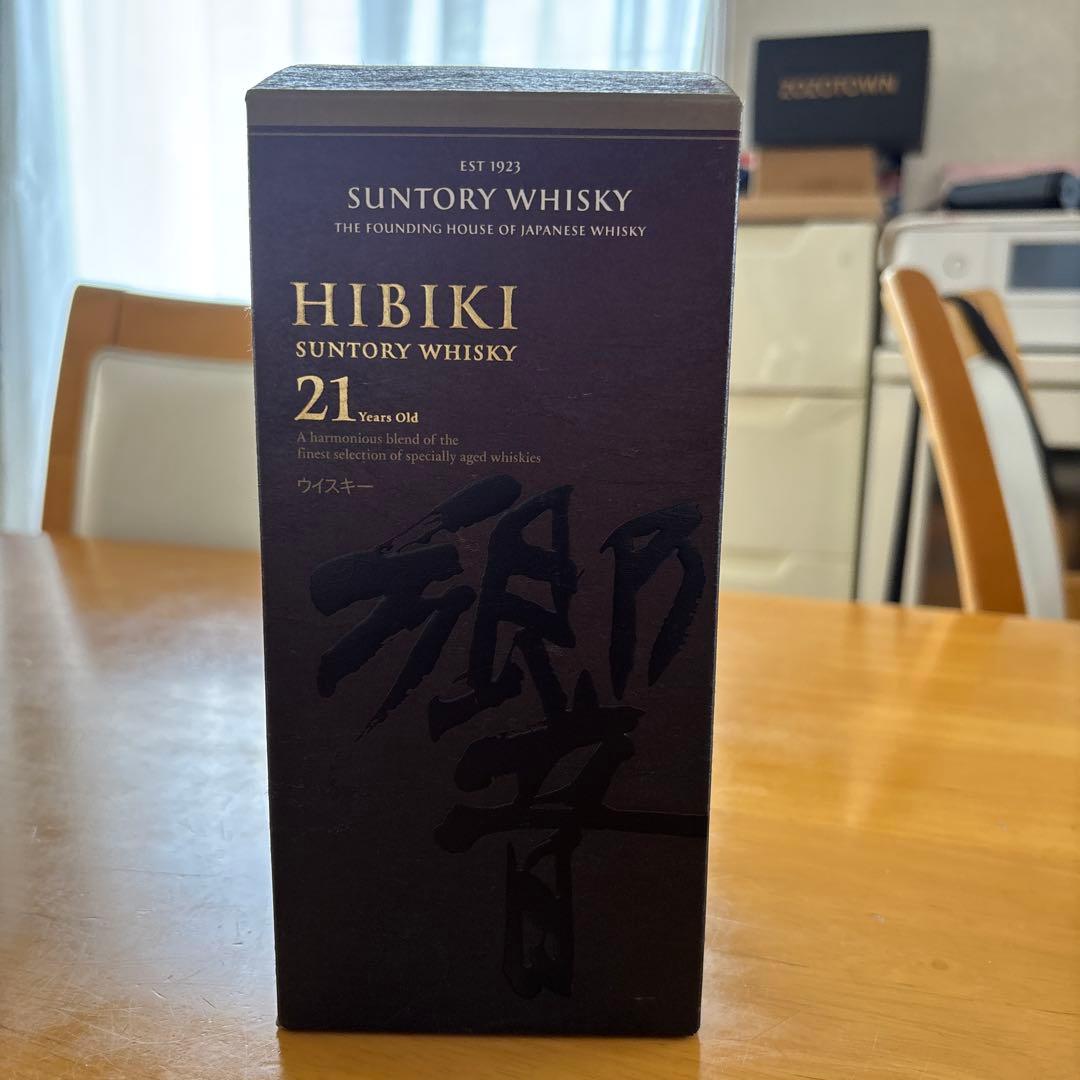 EST 1923
SUNTORY WHISKY
THE FOUNDING HOUSE OF JAPANESE WHISKY
HIBIKI
SUNTORY WHISKY
21 Years Old
A harmonious blend of the
finest selection of specially aged whiskies
ウイスキー
響
ZOZOTOWN